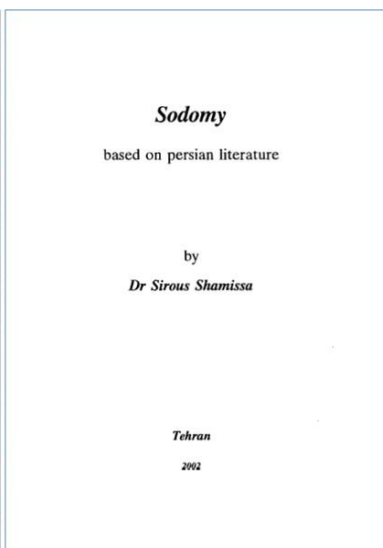 Sodomy
based on persian literature
by
Dr Sirous Shamissa
Tehran
2002